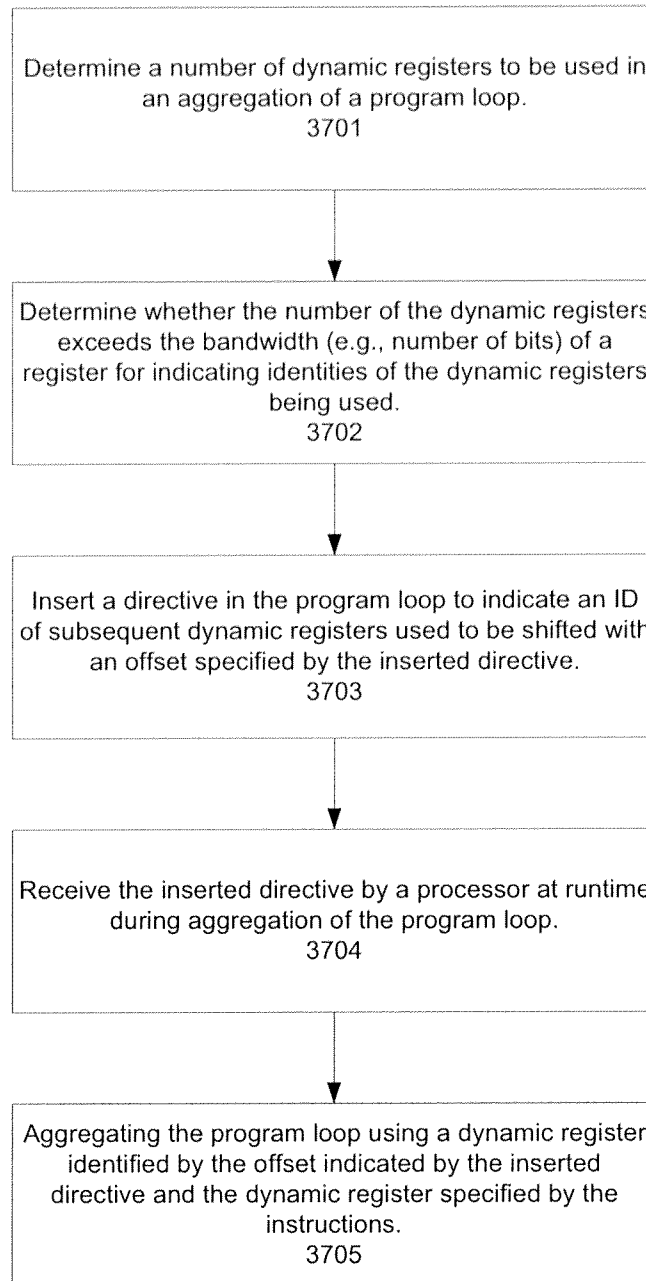 Determine a number of dynamic registers to be used in
an aggregation of a program loop.
3701
Determine whether the number of the dynamic registers
exceeds the bandwidth (e.g., number of bits) of a
register for indicating identities of the dynamic registers
being used.
3702
Insert a directive in the program loop to indicate an ID
of subsequent dynamic registers used to be shifted with
an offset specified by the inserted directive.
3703
Receive the inserted directive by a processor at runtime
during aggregation of the program loop.
3704
Aggregating the program loop using a dynamic register
identified by the offset indicated by the inserted
directive and the dynamic register specified by the
instructions.
3705